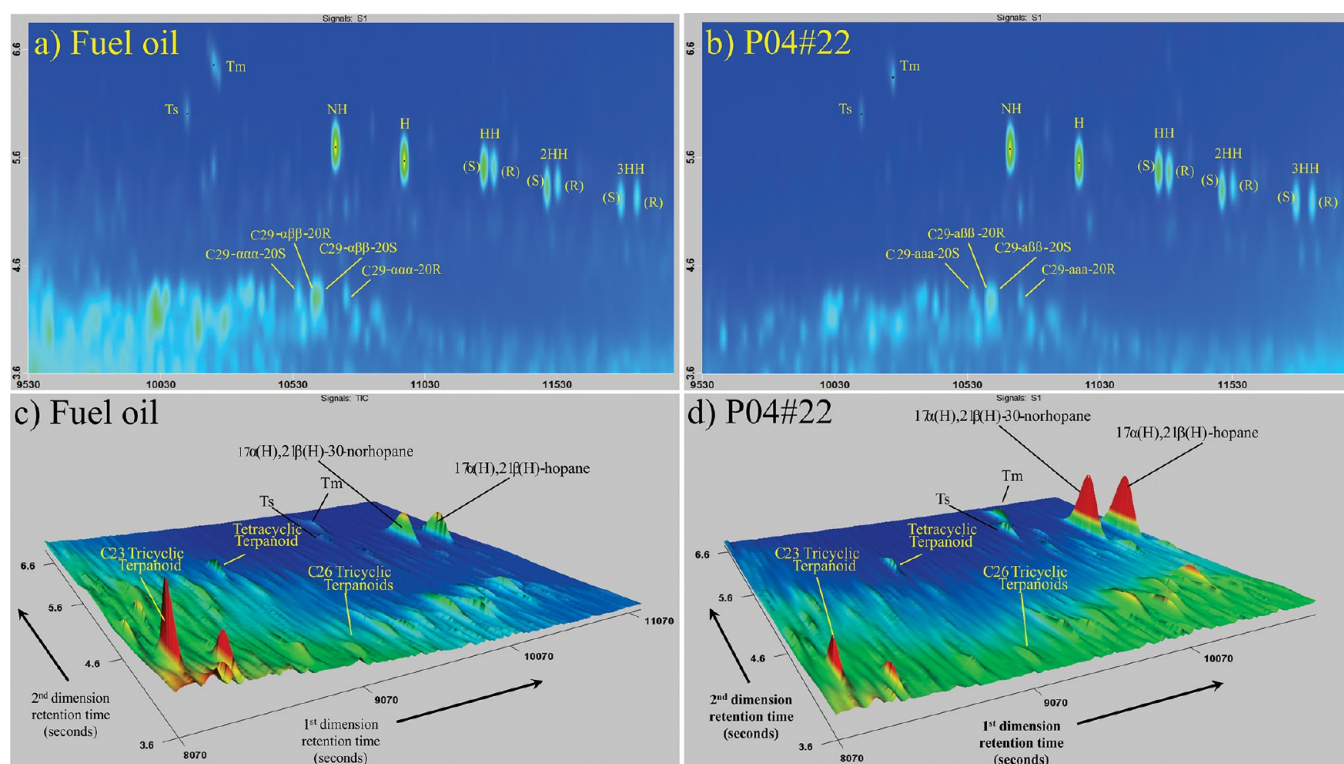 Signals: S1
a) Fuel oil
6.6
5.6
4.6
3.6
Tm
Ts
NH
H
HH
(S)
(R)
2HH
(S)
(R)
3HH
(S)
(R)
C29-αββ-20R
C29-ααα-20S
C29-αββ-20S
C29-ααα-20R
9530
10030
10530
11030
11530
Signals: S1
b) P04#22
6.6
5.6
4.6
3.6
Tm
Ts
NH
H
HH
(S)
(R)
2HH
(S)
(R)
3HH
(S)
(R)
C29-aßß-20R
C29-aaa-20S
C29-aßß-20S
C29-aaa-20R
9530
10030
10530
11030
11530
Signals: TIC
c) Fuel oil
17α(H),21β(H)-30-norhopane
17α(H),21β(H)-hopane
Tm
Ts
Tetracyclic
Terpanoid
C23 Tricyclic
Terpanoid
C26 Tricyclic
Terpanoids
6.6
5.6
4.6
3.6
8070
9070
10070
11070
2nd dimension
retention time
(seconds)
1st dimension
retention time
(seconds)
Signals: S1
d) P04#22
17α(H),21β(H)-30-norhopane
17α(H),21β(H)-hopane
Tm
Ts
Tetracyclic
Terpanoid
C23 Tricyclic
Terpanoid
C26 Tricyclic
Terpanoids
6.6
5.6
4.6
3.6
8070
9070
10070
2nd dimension
retention time
(seconds)
1st dimension
retention time
(seconds)